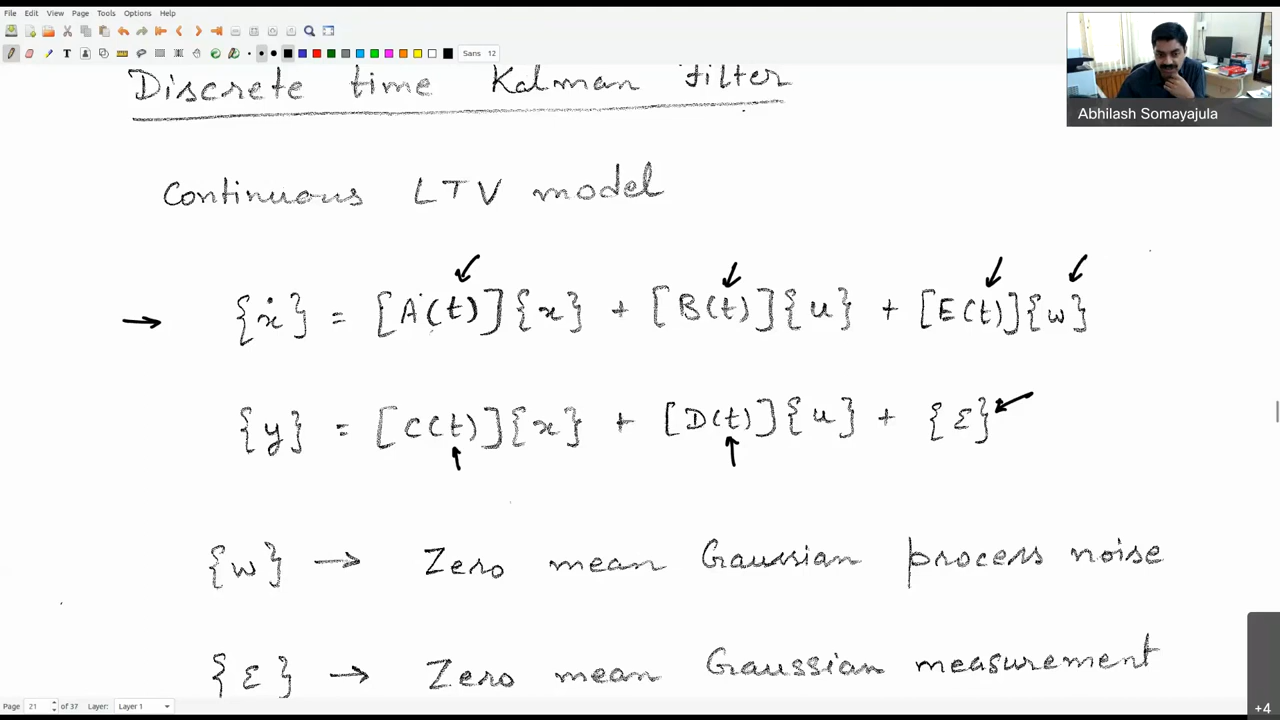 File Edit View Page Tools Options Help
Sans 12
Discrete time Kalman filter
Abhilash Somayajula
Continuous LTV model
{ẋ} = [A(t)]{x} + [B(t)]{u} + [E(t)]{w}
{y} = [C(t)]{x} + [D(t)]{u} + {ε}
{w} → Zero mean Gaussian process noise
{ε} → Zero mean Gaussian measurement
Page 21 of 37 Layer: Layer 1
+4